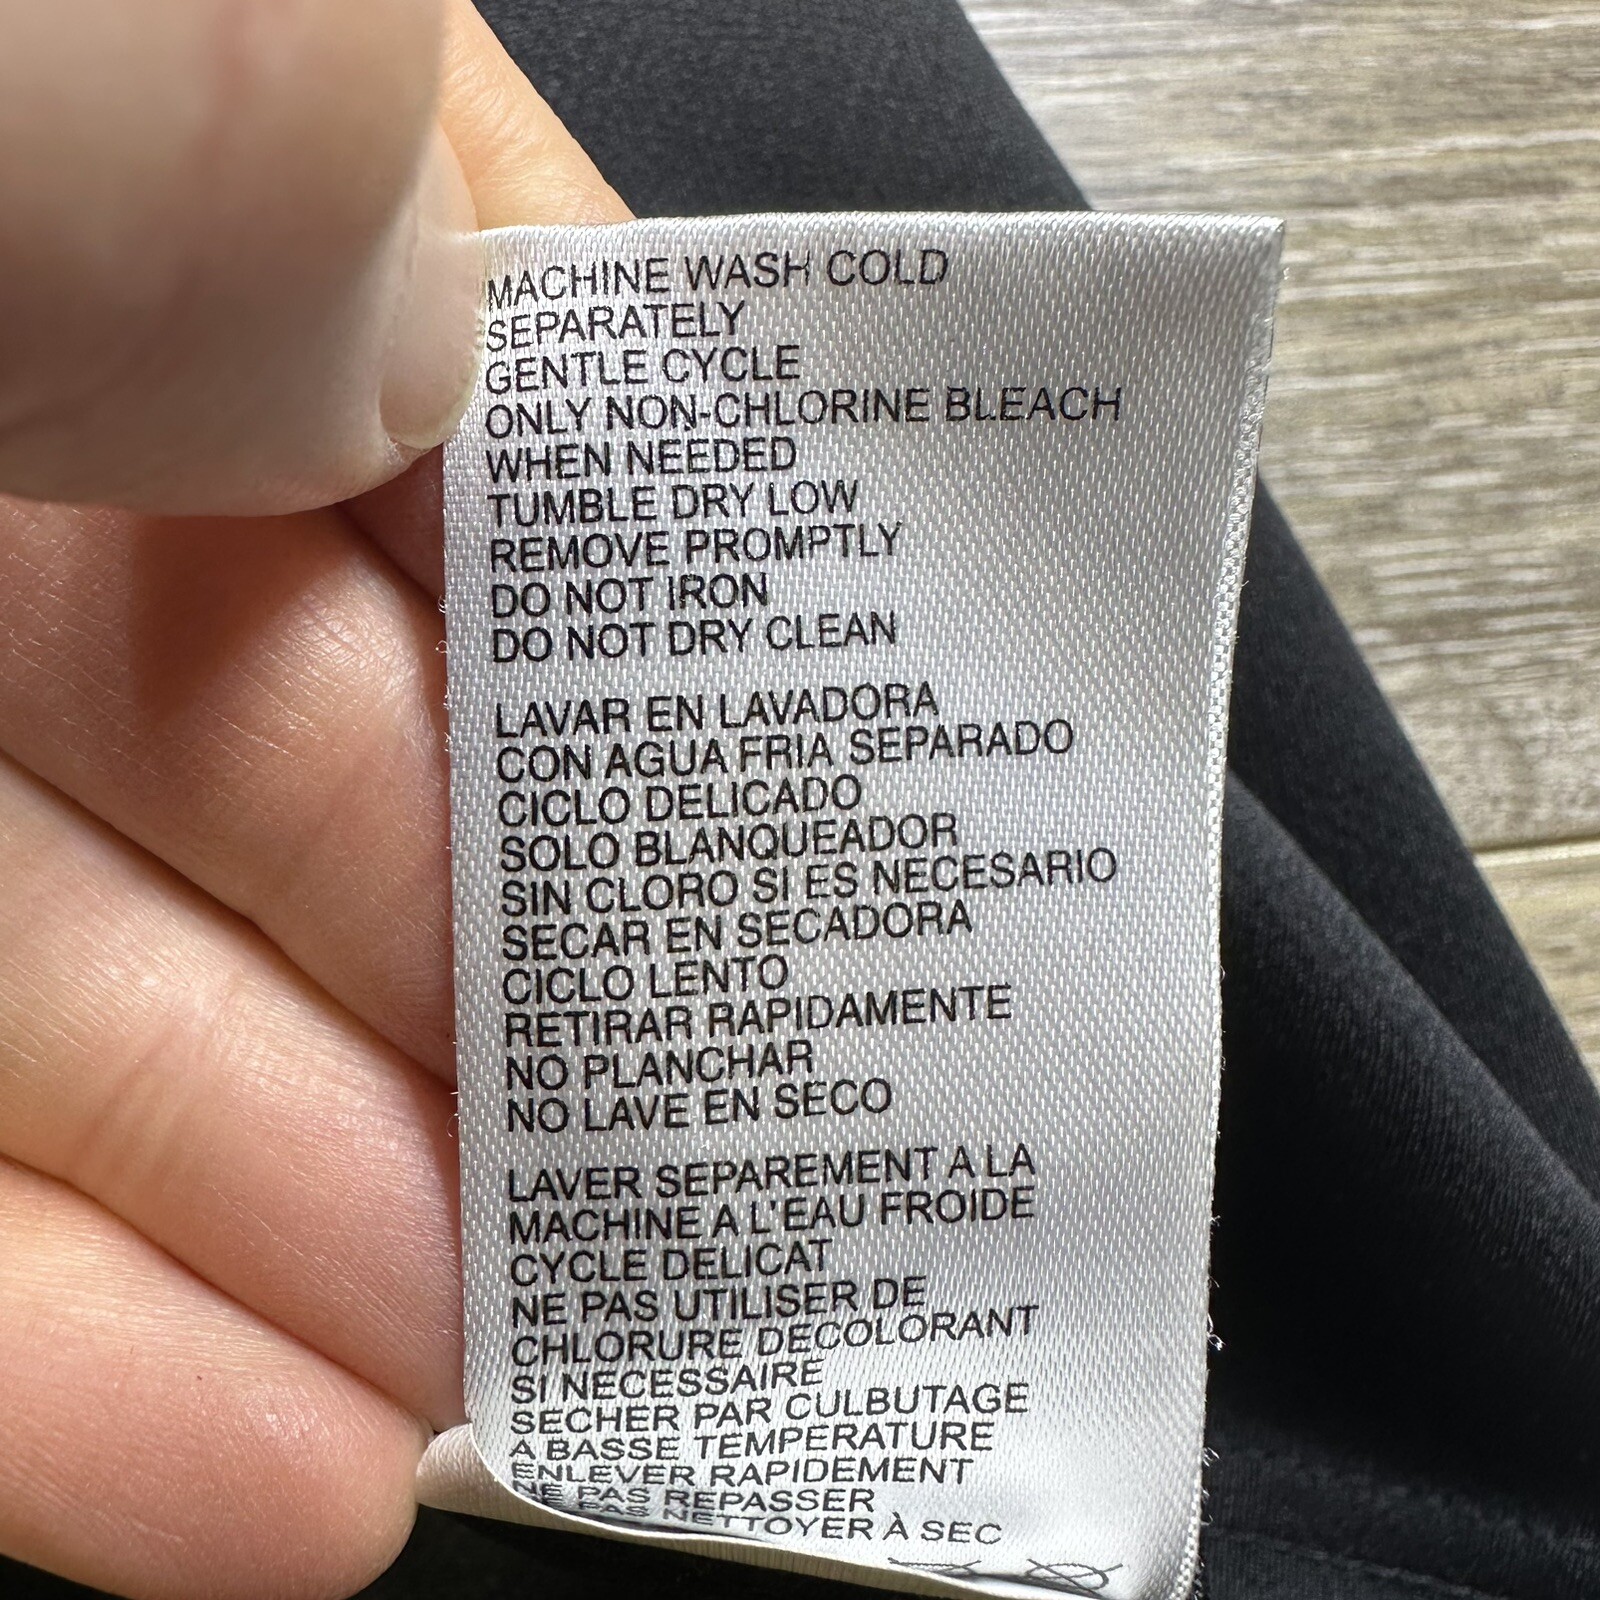 MACHINE WASH COLD
SEPARATELY
GENTLE CYCLE
ONLY NON-CHLORINE BLEACH
WHEN NEEDED
TUMBLE DRY LOW
REMOVE PROMPTLY
DO NOT IRON
DO NOT DRY CLEAN
LAVAR EN LAVADORA
CON AGUA FRIA SEPARADO
CICLO DELICADO
SOLO BLANQUEADOR
SIN CLORO SI ES NECESARIO
SECAR EN SECADORA
CICLO LENTO
RETIRAR RAPIDAMENTE
NO PLANCHAR
NO LAVE EN SECO
LAVER SEPAREMENT A LA
MACHINE A L'EAU FROIDE
CYCLE DELICAT
NE PAS UTILISER DE
CHLORURE DECOLORANT
SI NECESSAIRE
SECHER PAR CULBUTAGE
A BASSE TEMPERATURE
ENLEVER RAPIDEMENT
NE PAS REPASSER
NE PAS NETTOYER À SEC